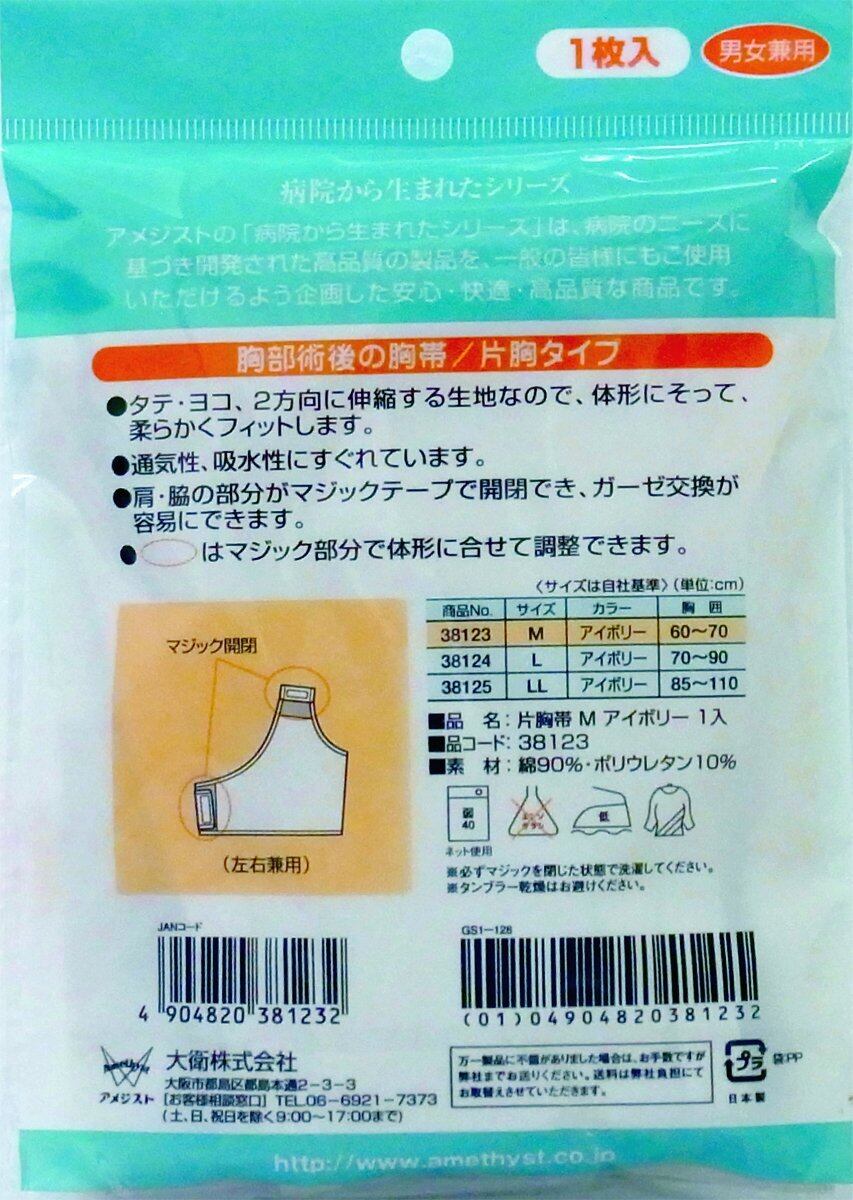 1枚入
男女兼用
病院から生まれたシリーズ
アメジストの「病院から生まれたシリーズ」は、病院のニーズに
基づき開発された高品質の製品を、一般の皆様にもご使用
いただけるよう企画した安心・快適・高品質な商品です。
胸部術後の胸帯/片胸タイプ
●タテ・ヨコ、2方向に伸縮する生地なので、体形にそって、
柔らかくフィットします。
●通気性、吸水性にすぐれています。
●肩・脇の部分がマジックテープで開閉でき、ガーゼ交換が
容易にできます。
●はマジック部分で体形に合せて調整できます。
〈サイズは自社基準〉(単位:cm)
商品No. サイズ カラー 胸囲
38123 M アイボリー 60〜70
38124 L アイボリー 70〜90
38125 LL アイボリー 85〜110
マジック開閉
(左右兼用)
■品 名:片胸帯 M アイボリー 1入
■品コード:38123
■素 材:綿90%・ポリウレタン10%
弱
40
エンソ
サラシ
低
ネット使用
※必ずマジックを閉じた状態で洗濯してください。
※タンブラー乾燥はお避けください。
JANコード
4 904820 381232
GS1-128
(01)04904820381232
Amethyst
アメジスト
大衛株式会社
大阪市都島区都島本通2-3-3
[お客様相談窓口] TEL.06-6921-7373
(土、日、祝日を除く9:00〜17:00まで)
万一製品に不備がありました場合は、お手数ですが
弊社までお送りください。送料は弊社負担にて
お取替えさせていただきます。
プラ
袋:PP
日本製
http://www.amethyst.co.jp